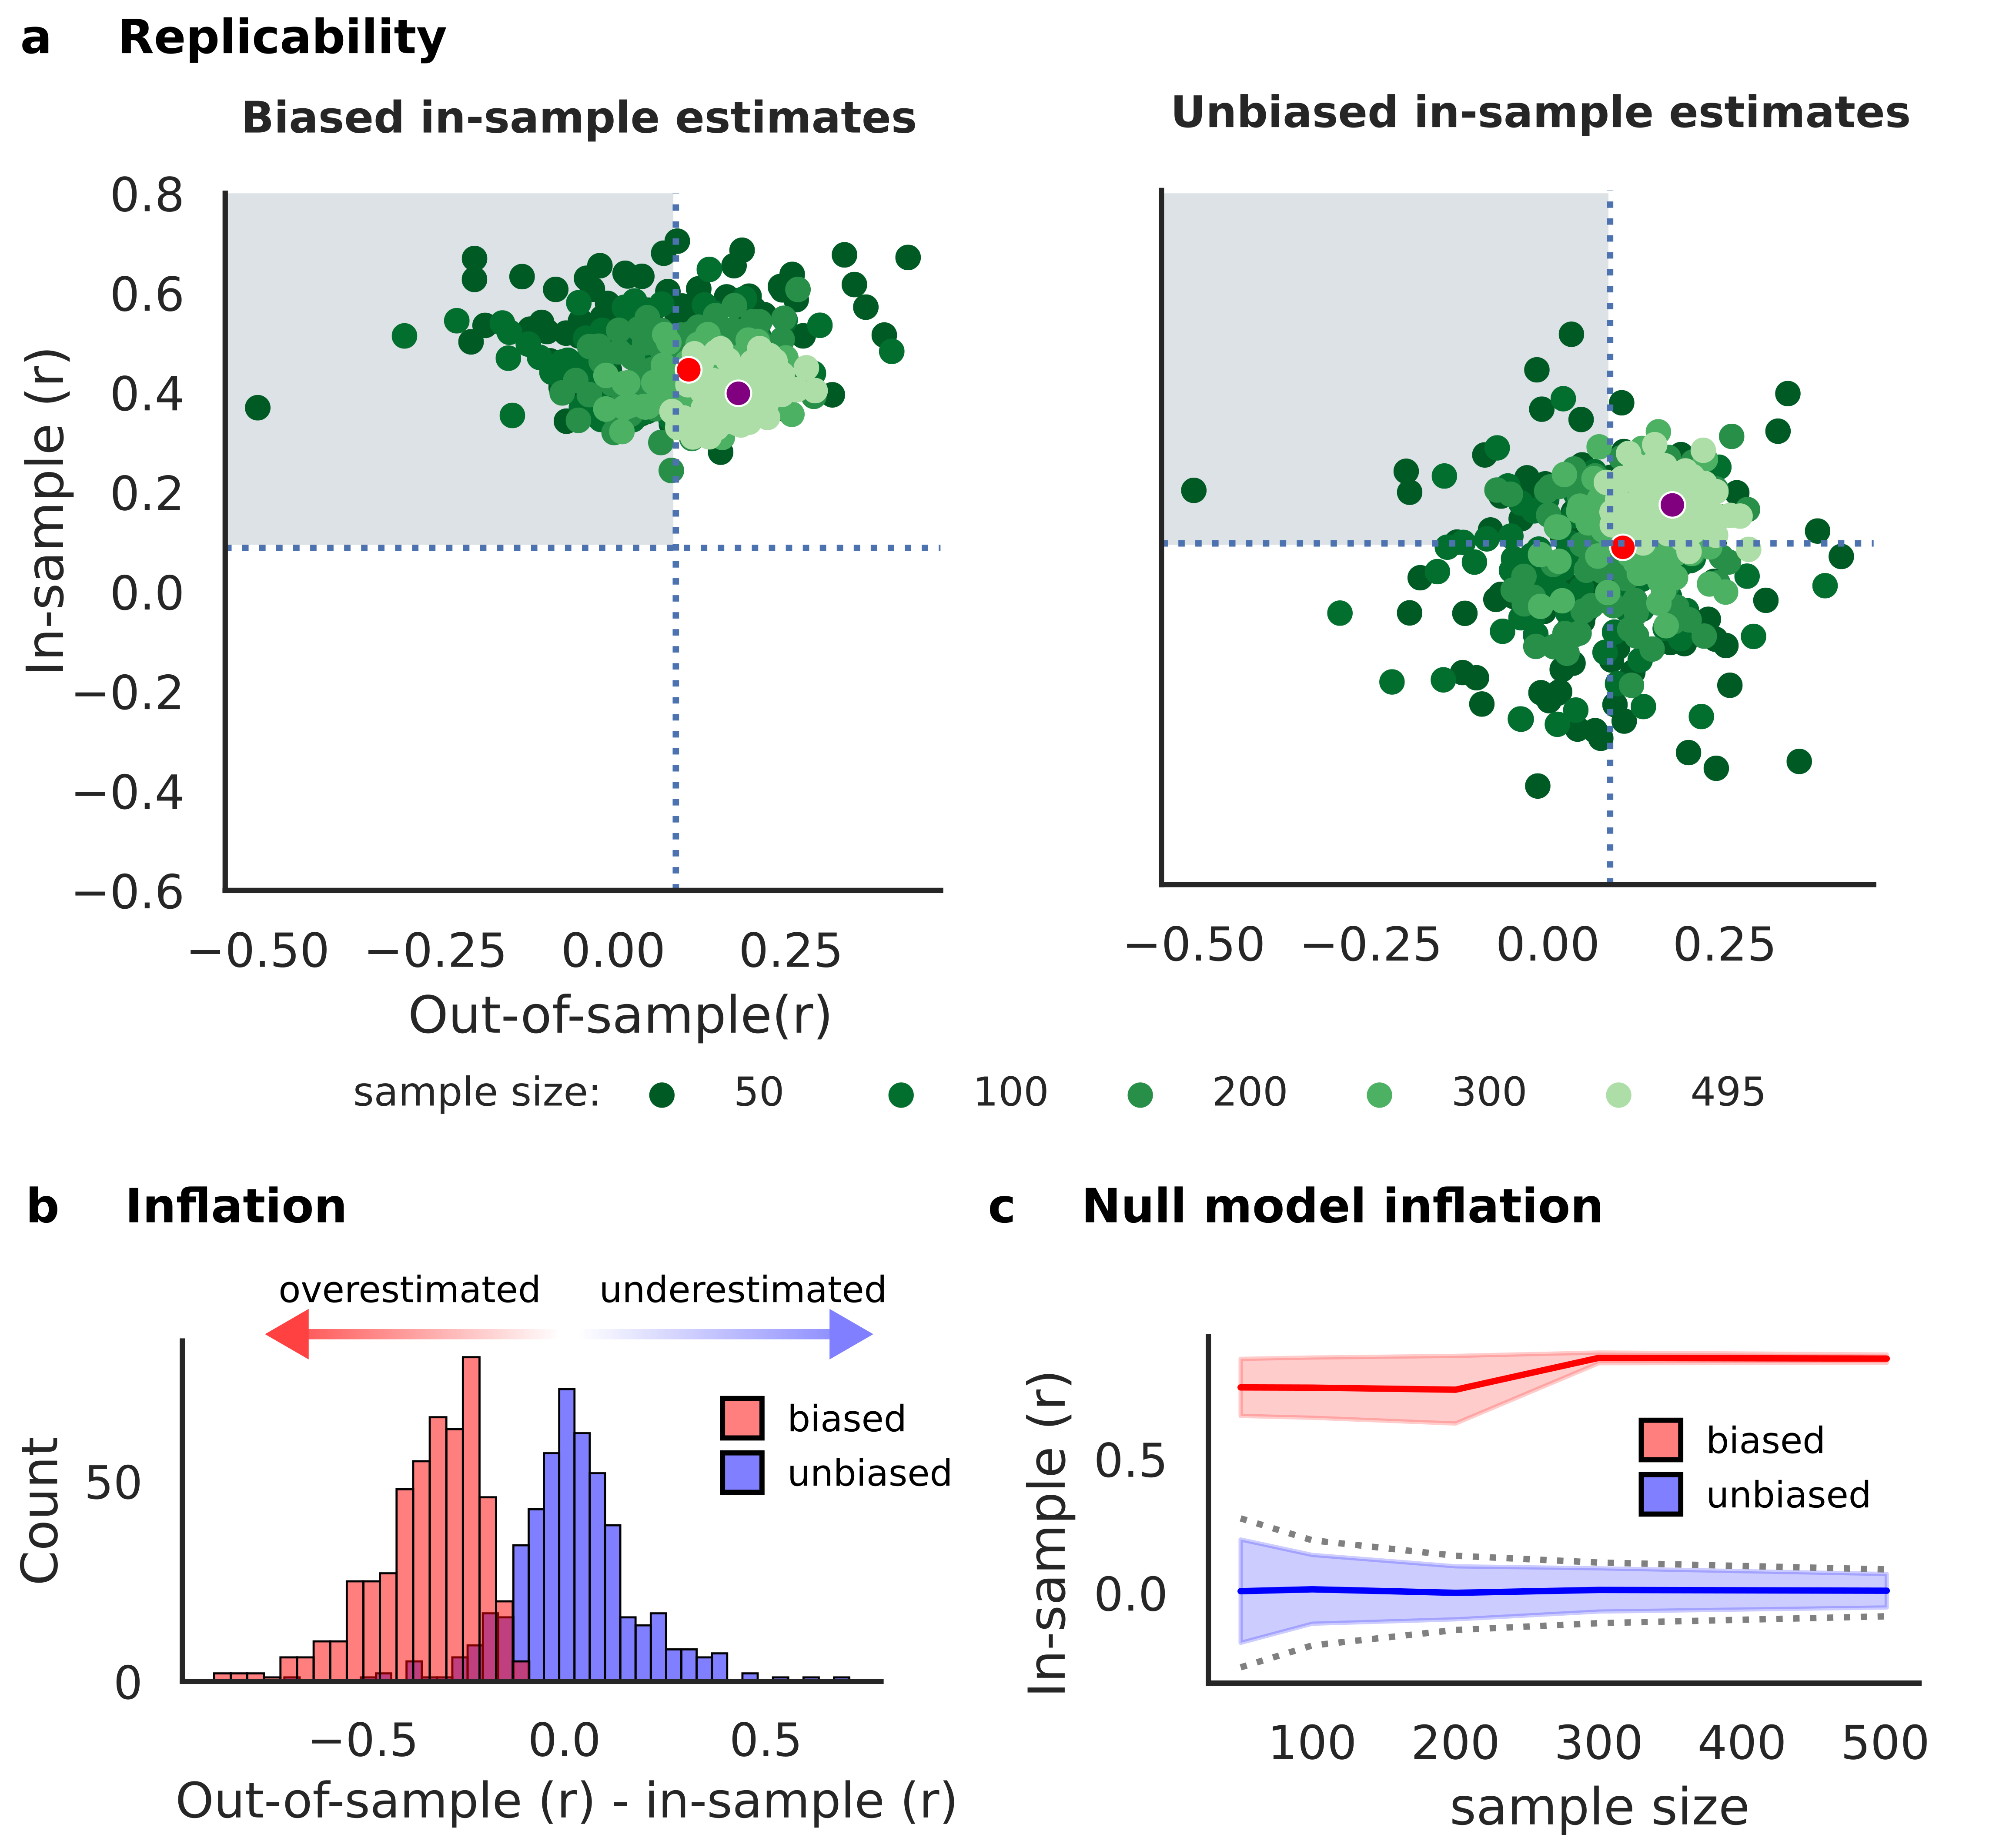 a Replicability
Biased in-sample estimates
Unbiased in-sample estimates
0.8
0.6
0.4
0.2
0.0
−0.2
−0.4
−0.6
In-sample (r)
−0.50 −0.25 0.00 0.25
−0.50 −0.25 0.00 0.25
Out-of-sample(r)
sample size: 50 100 200 300 495
b Inflation
overestimated underestimated
biased
unbiased
Count
50
0
−0.5 0.0 0.5
Out-of-sample (r) - in-sample (r)
c Null model inflation
In-sample (r)
0.5
0.0
biased
unbiased
100 200 300 400 500
sample size